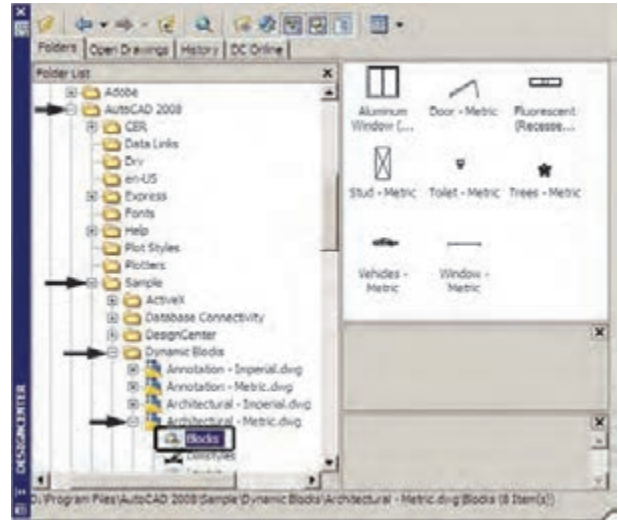 Folders Open Drawings History DC Online
Folder List
Adobe
AutoCAD 2008
CER
Data Links
Drv
en-US
Express
Fonts
Help
Plot Styles
Plotters
Sample
ActiveX
Database Connectivity
DesignCenter
Dynamic Blocks
Annotation - Imperial.dwg
Annotation - Metric.dwg
Architectural - Imperial.dwg
Architectural - Metric.dwg
Blocks
Dimstyles
Aluminum Window (...
Door - Metric
Fluorescent (Recesse...
Stud - Metric
Toilet - Metric
Trees - Metric
Vehicles - Metric
Window - Metric
DESIGNCENTER
D:\Program Files\AutoCAD 2008\Sample\Dynamic Blocks\Architectural - Metric.dwg\Blocks (8 Item(s))